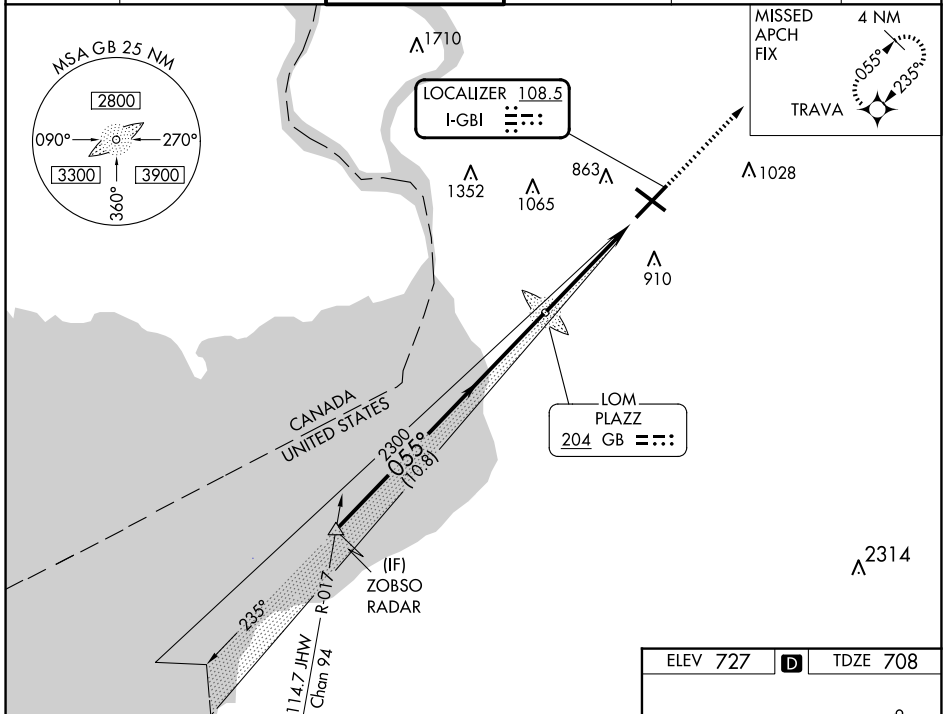 MISSED
APCH
FIX
4 NM
055°
235°
TRAVA
1710
MSA GB 25 NM
2800
090°
270°
3300
3900
360°
LOCALIZER 108.5
I-GBI
1352
1065
863
1028
910
LOM
PLAZZ
204 GB
CANADA
UNITED STATES
2300
055°
(10.8)
(IF)
ZOBSO
RADAR
235°
R-017
114.7 JHW
Chan 94
2314
ELEV 727 D TDZE 708